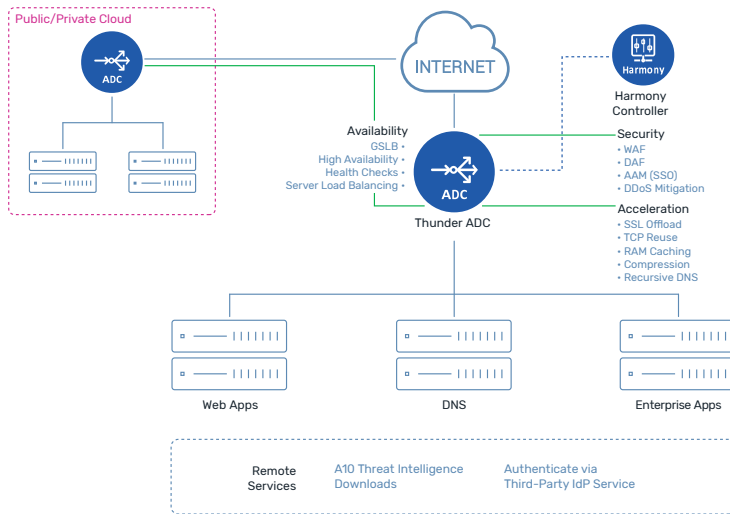 Public/Private Cloud
ADC
INTERNET
Harmony
Harmony
Controller
Availability
GSLB •
High Availability •
Health Checks •
Server Load Balancing •
ADC
Thunder ADC
Security
• WAF
• DAF
• AAM (SSO)
• DDoS Mitigation
Acceleration
• SSL Offload
• TCP Reuse
• RAM Caching
• Compression
• Recursive DNS
Web Apps
DNS
Enterprise Apps
Remote
Services
A10 Threat Intelligence
Downloads
Authenticate via
Third-Party IdP Service